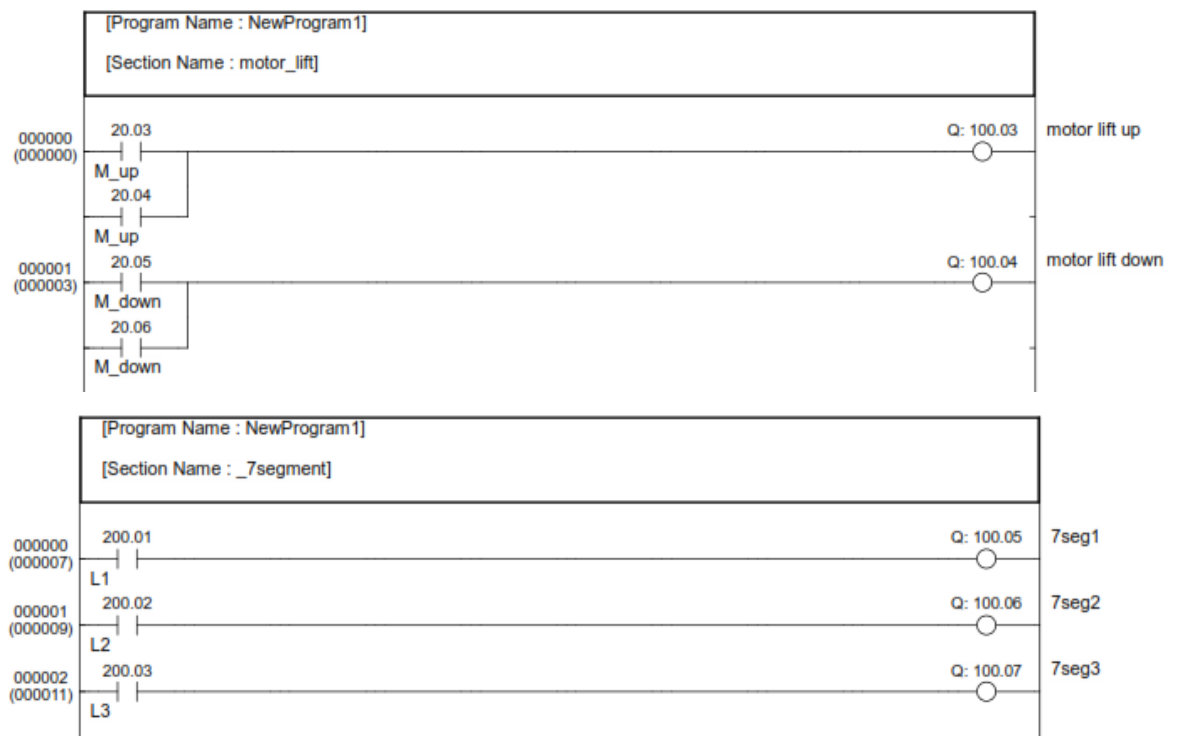 [Program Name : NewProgram1]
[Section Name : motor_lift]
000000
(000000)
20.03
M_up
Q: 100.03
motor lift up
20.04
M_up
000001
(000003)
20.05
M_down
Q: 100.04
motor lift down
20.06
M_down
[Program Name : NewProgram1]
[Section Name : _7segment]
000000
(000007)
200.01
L1
Q: 100.05
7seg1
000001
(000009)
200.02
L2
Q: 100.06
7seg2
000002
(000011)
200.03
L3
Q: 100.07
7seg3